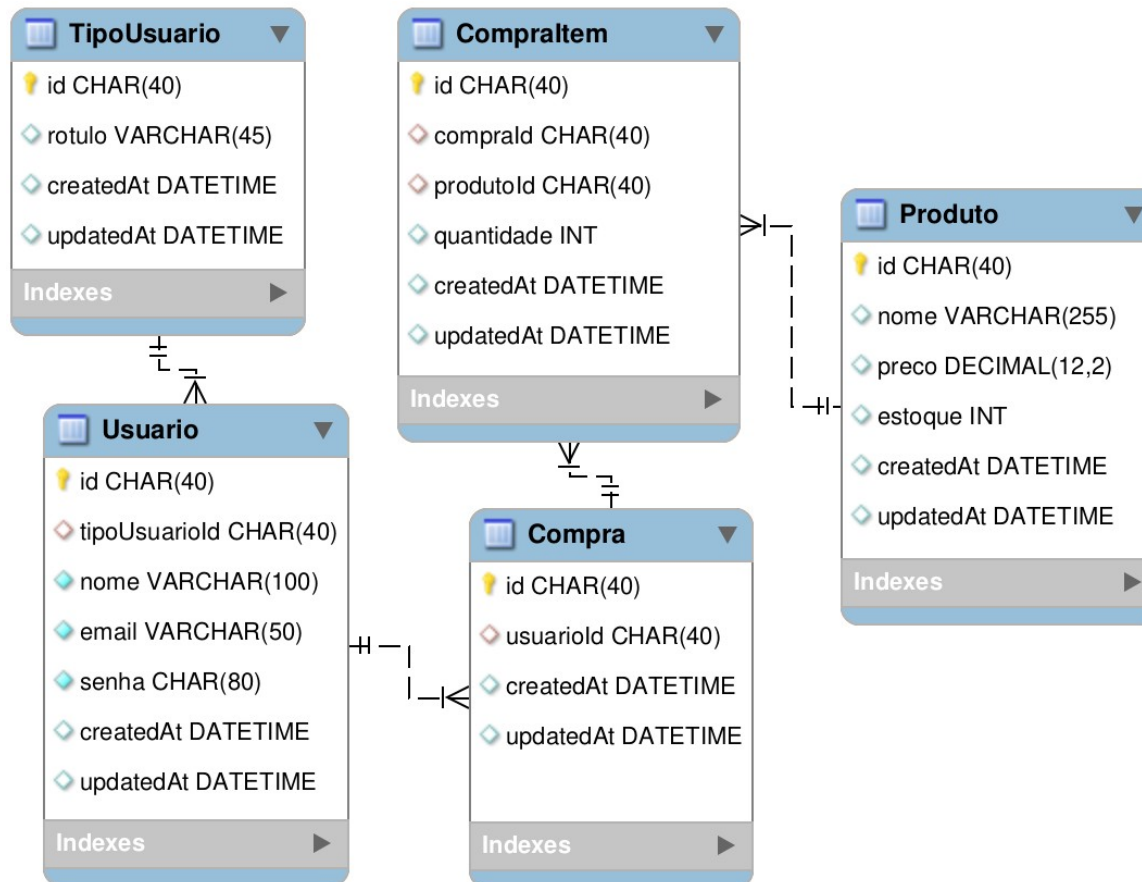 TipoUsuario
id CHAR(40)
rotulo VARCHAR(45)
createdAt DATETIME
updatedAt DATETIME
Indexes
CompraItem
id CHAR(40)
compraId CHAR(40)
produtoId CHAR(40)
quantidade INT
createdAt DATETIME
updatedAt DATETIME
Indexes
Produto
id CHAR(40)
nome VARCHAR(255)
preco DECIMAL(12,2)
estoque INT
createdAt DATETIME
updatedAt DATETIME
Indexes
Usuario
id CHAR(40)
tipoUsuarioId CHAR(40)
nome VARCHAR(100)
email VARCHAR(50)
senha CHAR(80)
createdAt DATETIME
updatedAt DATETIME
Indexes
Compra
id CHAR(40)
usuarioId CHAR(40)
createdAt DATETIME
updatedAt DATETIME
Indexes